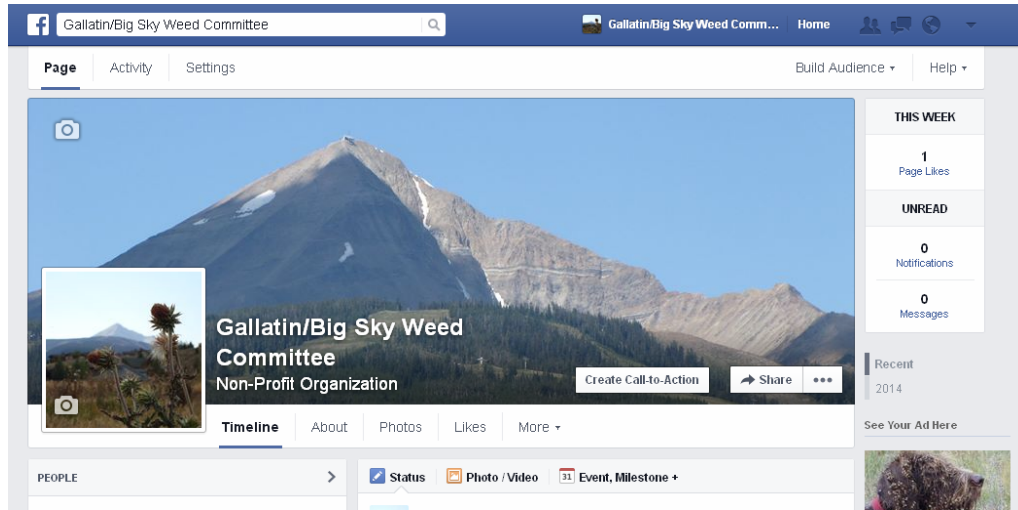 f Gallatin/Big Sky Weed Committee
Gallatin/Big Sky Weed Comm... Home
Page Activity Settings
Build Audience Help
THIS WEEK
1
Page Likes
UNREAD
0
Notifications
0
Messages
Recent
2014
See Your Ad Here
Gallatin/Big Sky Weed
Committee
Non-Profit Organization
Create Call-to-Action Share
Timeline About Photos Likes More
PEOPLE
Status Photo / Video 31 Event, Milestone +